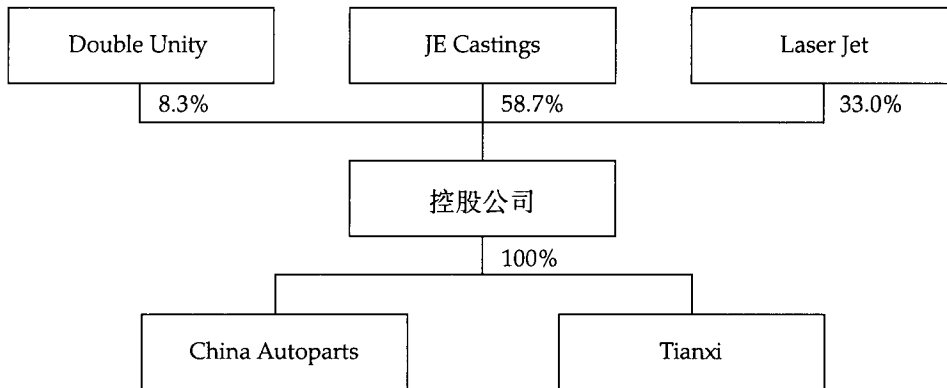 Double Unity
JE Castings
Laser Jet
8.3%
58.7%
33.0%
控股公司
100%
China Autoparts
Tianxi